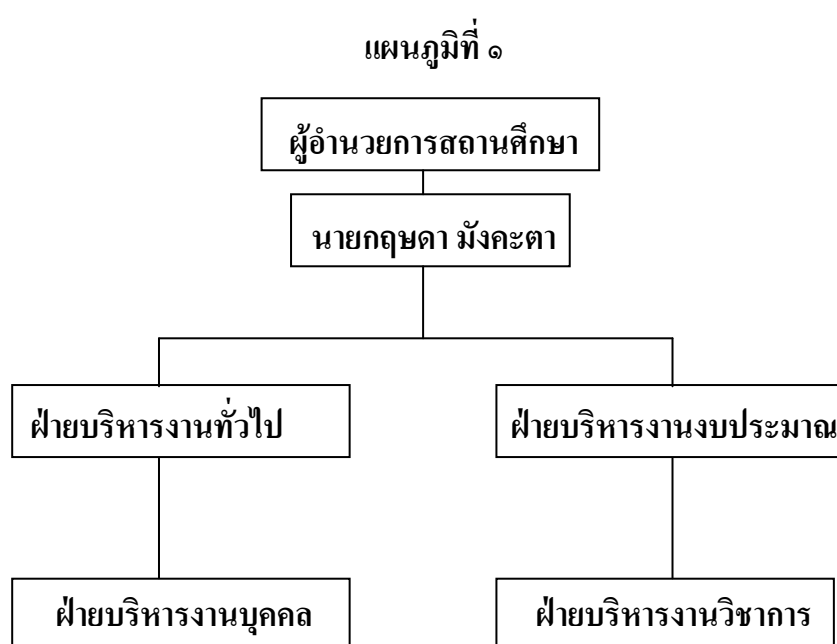 แผนภูมิที่ ๑
ผู้อำนวยการสถานศึกษา
นายกฤษดา มังคะตา
ฝ่ายบริหารงานทั่วไป
ฝ่ายบริหารงานงบประมาณ
ฝ่ายบริหารงานบุคคล
ฝ่ายบริหารงานวิชาการ